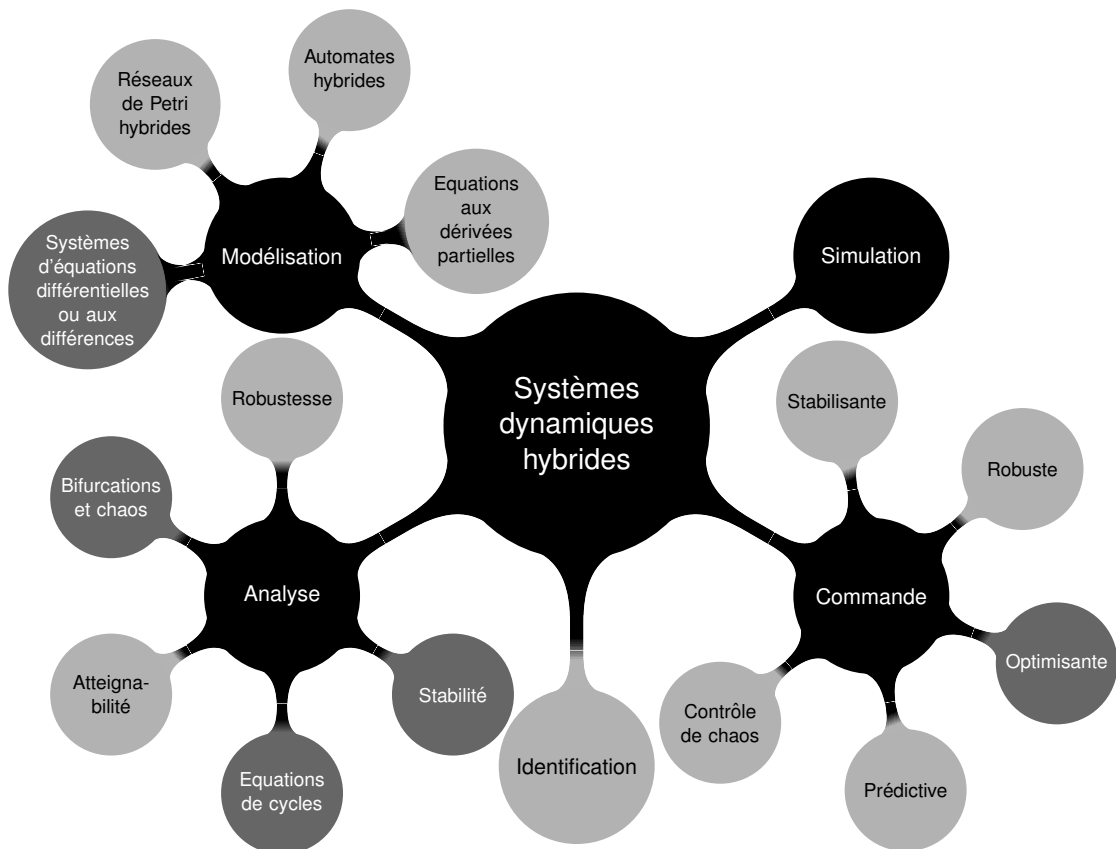 Automates
hybrides
Réseaux
de Petri
hybrides
Equations
aux
dérivées
partielles
Systèmes
d'équations
différentielles
ou aux
différences
Modélisation
Simulation
Systèmes
dynamiques
hybrides
Robustesse
Bifurcations
et chaos
Analyse
Atteigna-
bilité
Equations
de cycles
Stabilité
Identification
Stabilisante
Robuste
Commande
Optimisante
Contrôle
de chaos
Prédictive